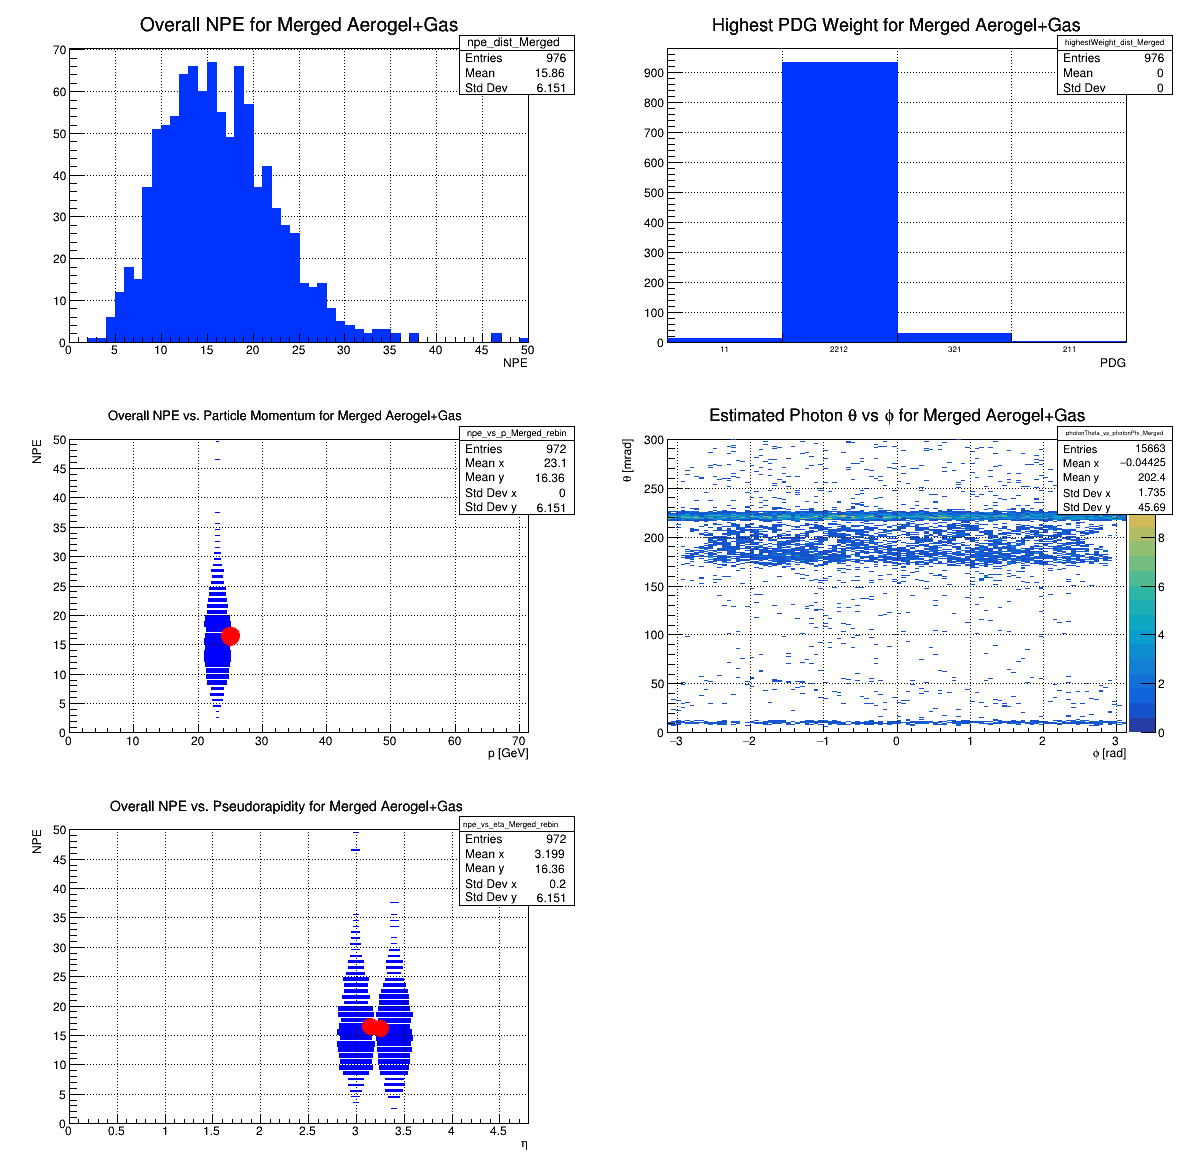 Overall NPE for Merged Aerogel+Gas
npe_dist_Merged
Entries 976
Mean 15.86
Std Dev 6.151
70
60
50
40
30
20
10
0
0 5 10 15 20 25 30 35 40 45 50
NPE
Highest PDG Weight for Merged Aerogel+Gas
highestWeight_dist_Merged
Entries 976
Mean 0
Std Dev 0
900
800
700
600
500
400
300
200
100
0
11 2212 321 211
PDG
Overall NPE vs. Particle Momentum for Merged Aerogel+Gas
npe_vs_p_Merged_rebin
Entries 972
Mean x 23.1
Mean y 16.36
Std Dev x 0
Std Dev y 6.151
NPE
50
45
40
35
30
25
20
15
10
5
0
0 10 20 30 40 50 60 70
p [GeV]
Estimated Photon θ vs ϕ for Merged Aerogel+Gas
photonTheta_vs_photonPhi_Merged
Entries 15663
Mean x −0.04425
Mean y 202.4
Std Dev x 1.735
Std Dev y 45.69
θ [mrad]
300
250
200
150
100
50
0
−3 −2 −1 0 1 2 3
ϕ [rad]
8
6
4
2
0
Overall NPE vs. Pseudorapidity for Merged Aerogel+Gas
npe_vs_eta_Merged_rebin
Entries 972
Mean x 3.199
Mean y 16.36
Std Dev x 0.2
Std Dev y 6.151
NPE
50
45
40
35
30
25
20
15
10
5
0
0 0.5 1 1.5 2 2.5 3 3.5 4 4.5
η